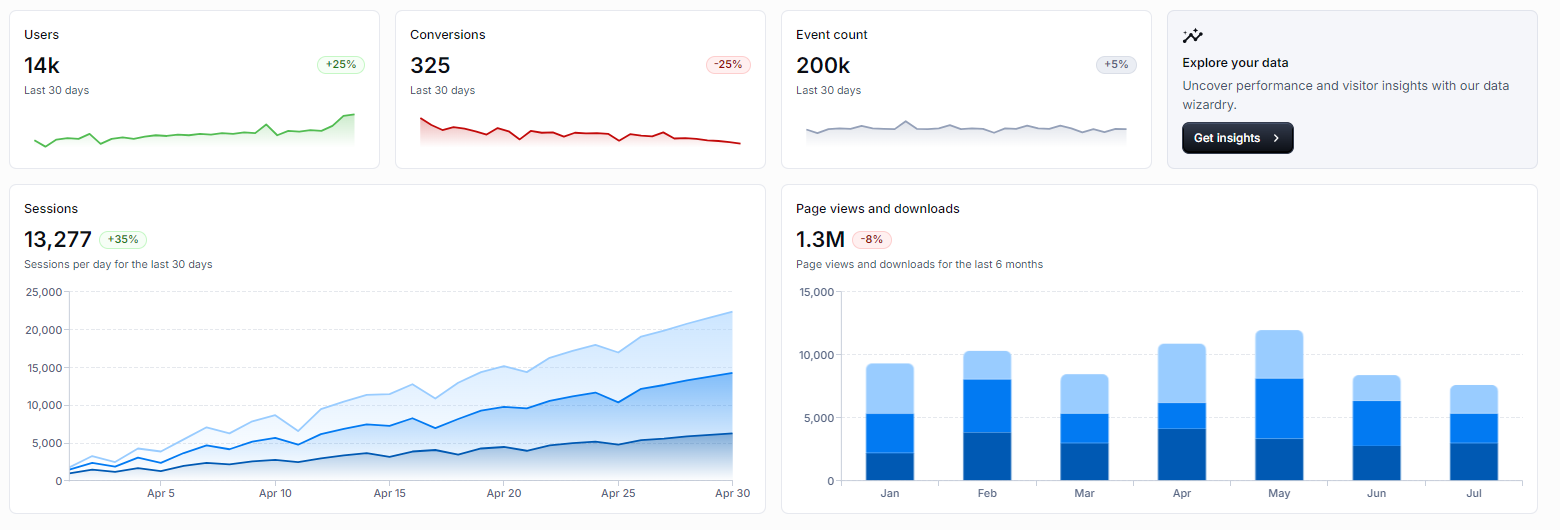 Users
14k
+25%
Last 30 days
Conversions
325
-25%
Last 30 days
Event count
200k
+5%
Last 30 days
Explore your data
Uncover performance and visitor insights with our data
wizardry.
Get insights
Sessions
13,277
+35%
Sessions per day for the last 30 days
25,000
20,000
15,000
10,000
5,000
0
Apr 5
Apr 10
Apr 15
Apr 20
Apr 25
Apr 30
Page views and downloads
1.3M
-8%
Page views and downloads for the last 6 months
15,000
10,000
5,000
0
Jan
Feb
Mar
Apr
May
Jun
Jul